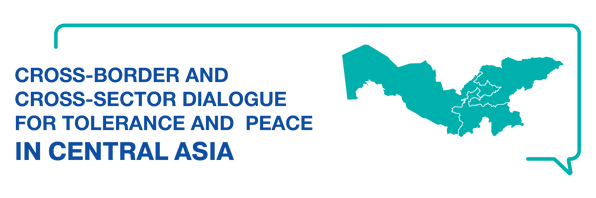 CROSS-BORDER AND
CROSS-SECTOR DIALOGUE
FOR TOLERANCE AND PEACE
IN CENTRAL ASIA